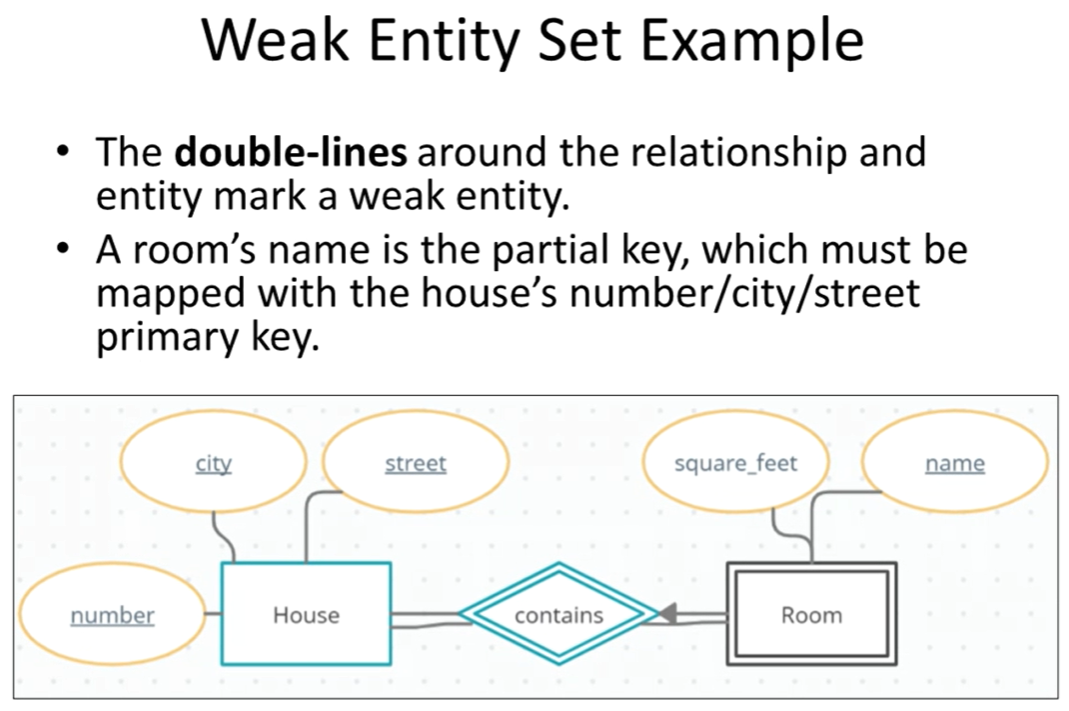 Weak Entity Set Example
• The double-lines around the relationship and
entity mark a weak entity.
• A room's name is the partial key, which must be
mapped with the house's number/city/street
primary key.
city
street
square_feet
name
number
House
contains
Room